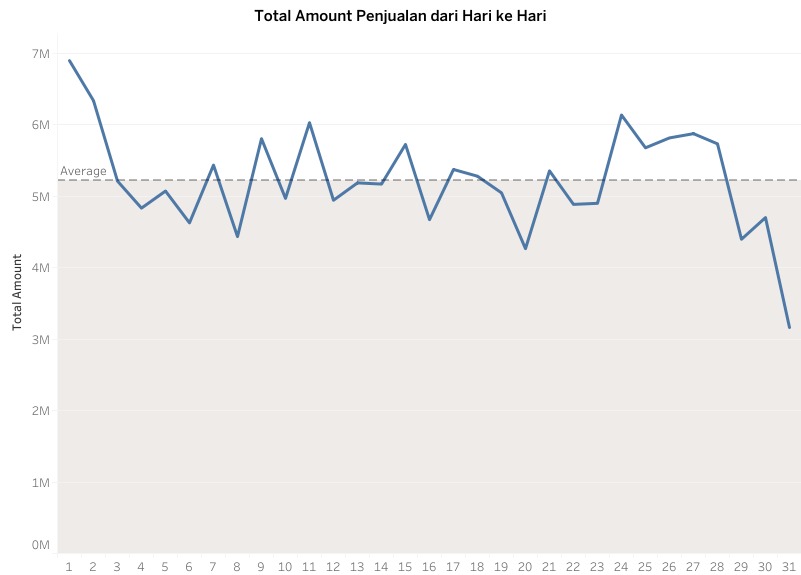 Total Amount Penjualan dari Hari ke Hari
7M
6M
Average
5M
4M
Total Amount
3M
2M
1M
0M
1 2 3 4 5 6 7 8 9 10 11 12 13 14 15 16 17 18 19 20 21 22 23 24 25 26 27 28 29 30 31